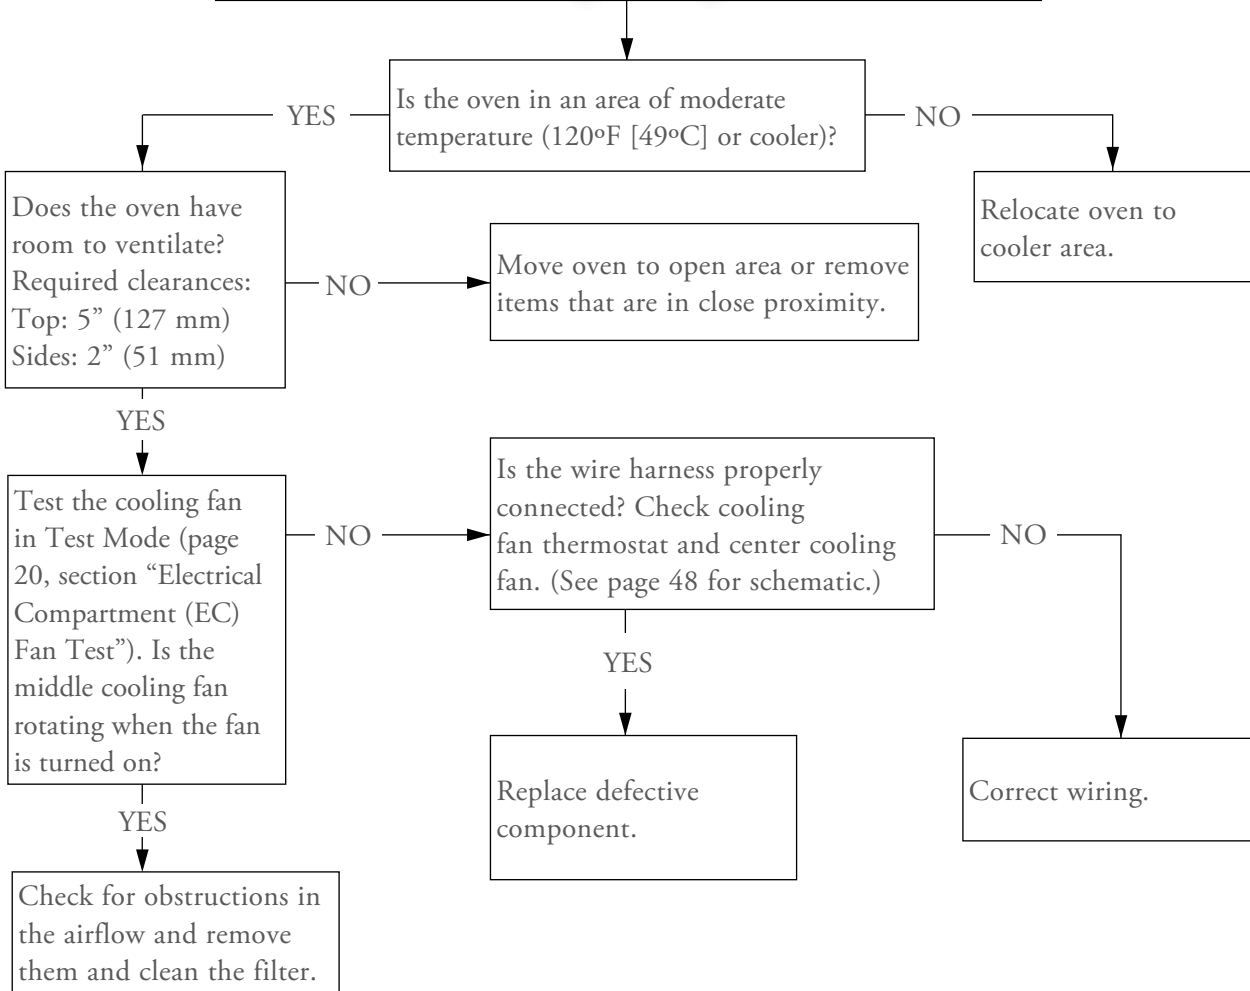 Is the oven in an area of moderate
temperature (120ºF [49ºC] or cooler)?
YES
NO
Does the oven have
room to ventilate?
Required clearances:
Top: 5” (127 mm)
Sides: 2” (51 mm)
NO
Move oven to open area or remove
items that are in close proximity.
Relocate oven to
cooler area.
YES
Test the cooling fan
in Test Mode (page
20, section “Electrical
Compartment (EC)
Fan Test”). Is the
middle cooling fan
rotating when the fan
is turned on?
NO
Is the wire harness properly
connected? Check cooling
fan thermostat and center cooling
fan. (See page 48 for schematic.)
NO
YES
Replace defective
component.
Correct wiring.
YES
Check for obstructions in
the airflow and remove
them and clean the filter.